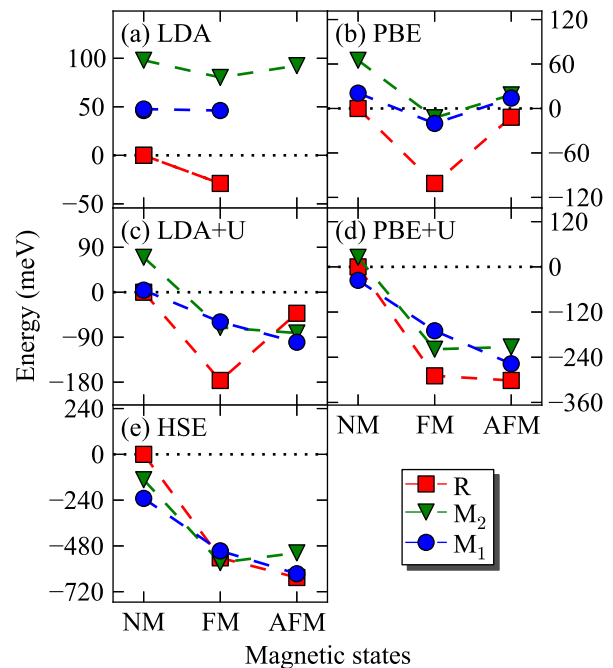 (a) LDA
(b) PBE
100
50
0
−50
120
60
0
−60
−120
(c) LDA+U
(d) PBE+U
90
0
−90
−180
120
0
−120
−240
−360
(e) HSE
240
0
−240
−480
−720
NM FM AFM
NM FM AFM
R
M₂
M₁
Energy (meV)
Magnetic states